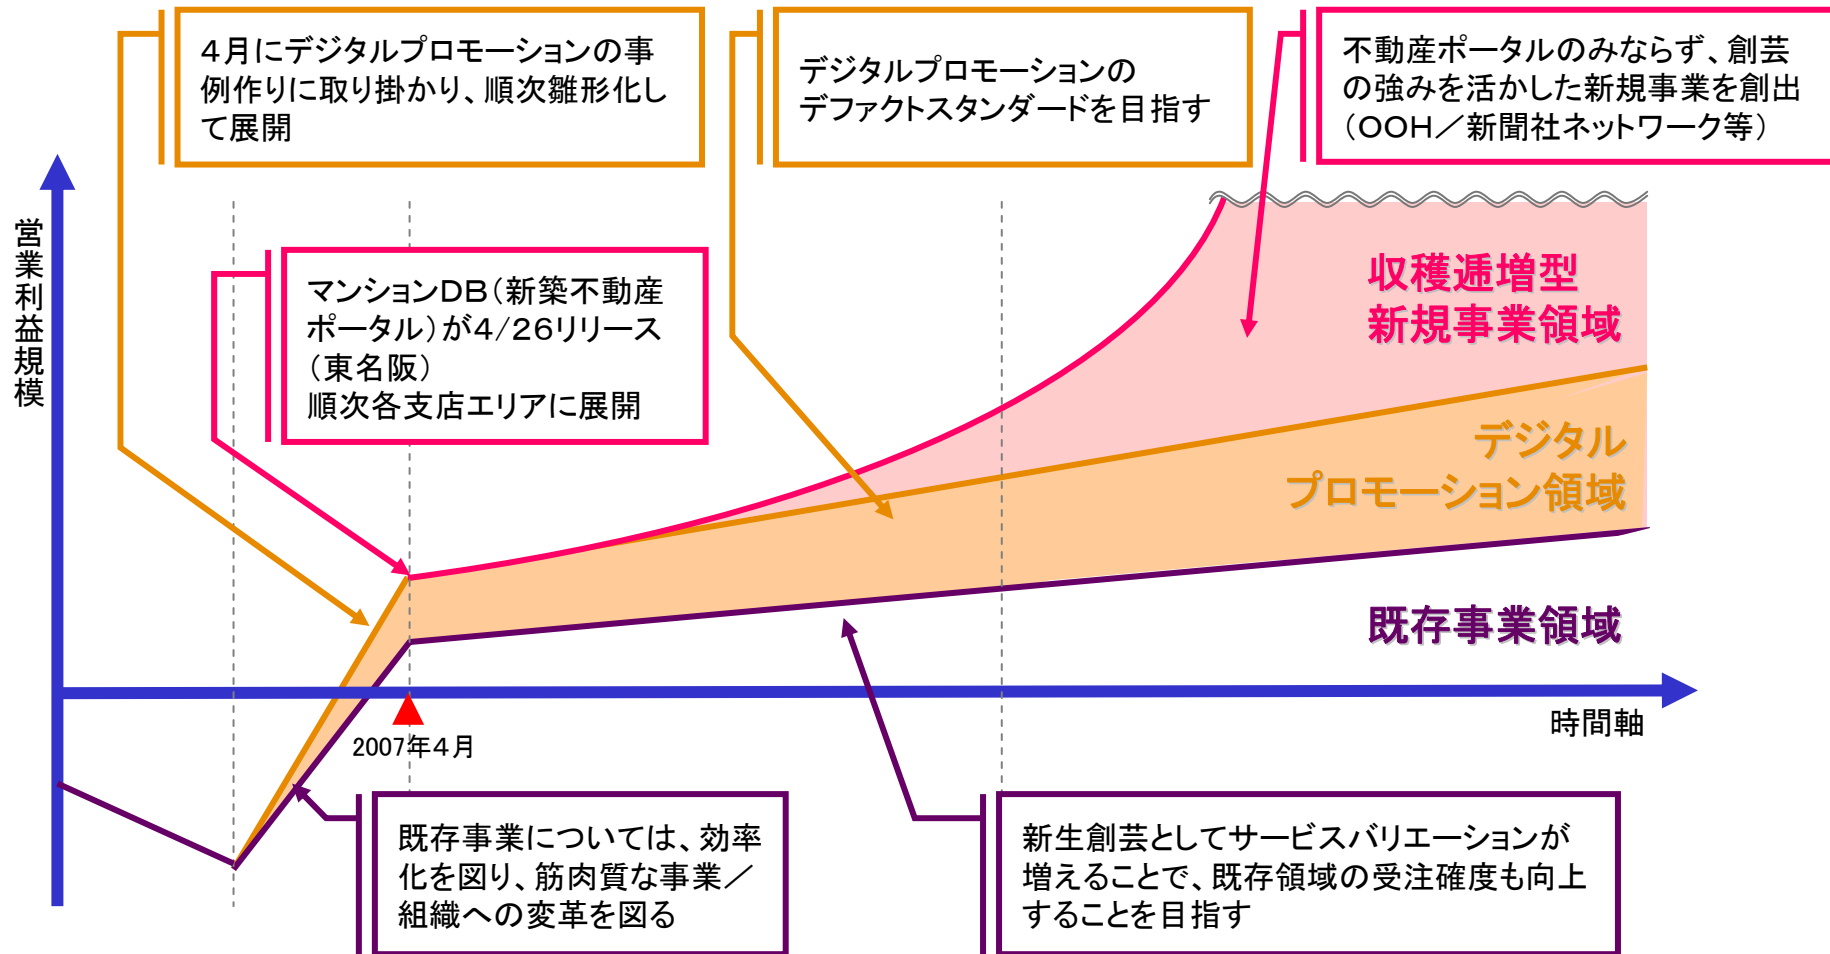 4月にデジタルプロモーションの事
例作りに取り掛かり、順次雛形化し
て展開
デジタルプロモーションの
デファクトスタンダードを目指す
不動産ポータルのみならず、創芸
の強みを活かした新規事業を創出
(OOH/新聞社ネットワーク等)
営業利益規模
マンションDB(新築不動産
ポータル)が4/26リリース
(東名阪)
順次各支店エリアに展開
収穫逓増型
新規事業領域
デジタル
プロモーション領域
既存事業領域
時間軸
2007年4月
既存事業については、効率
化を図り、筋肉質な事業/
組織への変革を図る
新生創芸としてサービスバリエーションが
増えることで、既存領域の受注確度も向上
することを目指す